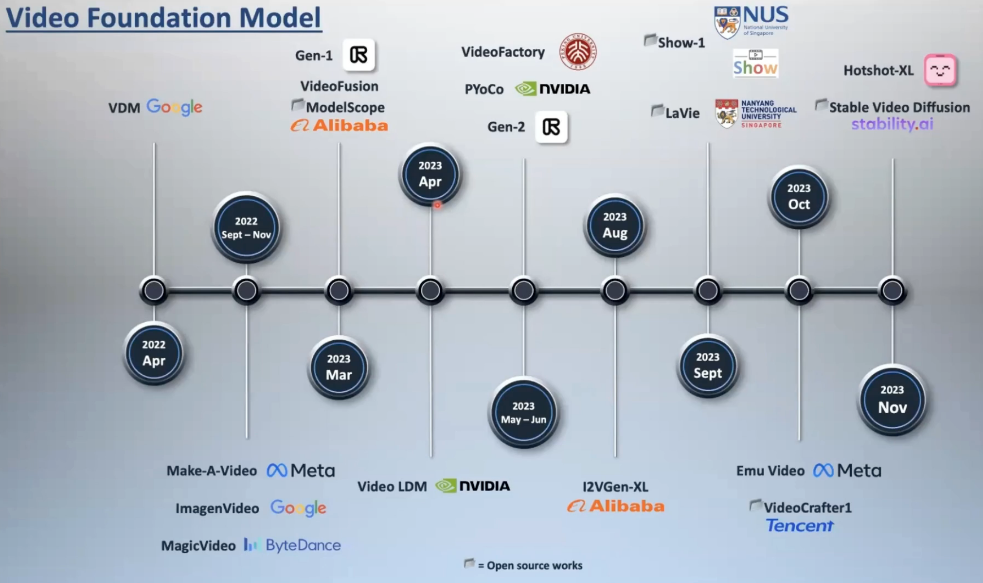 Video Foundation Model
VDM Google
Gen-1
VideoFusion
ModelScope
Alibaba
VideoFactory
PYoCo NVIDIA
Gen-2
Show-1
NUS
National University
of Singapore
Show
LaVie
NANYANG
TECHNOLOGICAL
UNIVERSITY
SINGAPORE
Hotshot-XL
Stable Video Diffusion
stability.ai
2022
Apr
2022
Sept – Nov
2023
Mar
2023
Apr
2023
May – Jun
2023
Aug
2023
Sept
2023
Oct
2023
Nov
Make-A-Video Meta
ImagenVideo Google
MagicVideo ByteDance
Video LDM NVIDIA
I2VGen-XL
Alibaba
Emu Video Meta
VideoCrafter1
Tencent
= Open source works